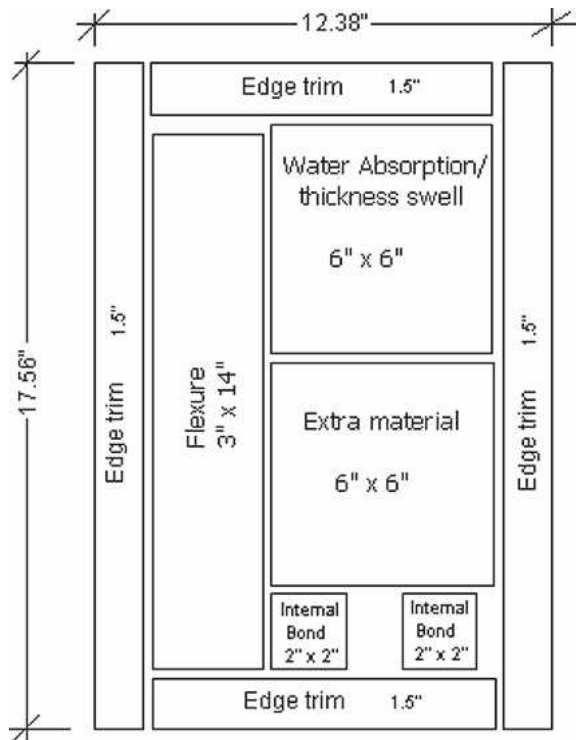 12.38"
Edge trim 1.5"
Water Absorption/
thickness swell
6" x 6"
1.5"
Edge trim
17.56"
Flexure
3" x 14"
Extra material
6" x 6"
1.5"
Edge trim
Internal
Bond
2" x 2"
Internal
Bond
2" x 2"
Edge trim 1.5"